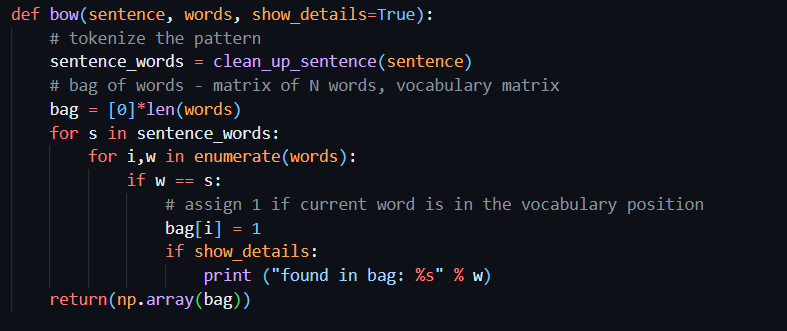 def bow(sentence, words, show_details=True):
    # tokenize the pattern
    sentence_words = clean_up_sentence(sentence)
    # bag of words - matrix of N words, vocabulary matrix
    bag = [0]*len(words)
    for s in sentence_words:
        for i,w in enumerate(words):
            if w == s:
                # assign 1 if current word is in the vocabulary position
                bag[i] = 1
                if show_details:
                    print ("found in bag: %s" % w)
    return(np.array(bag))